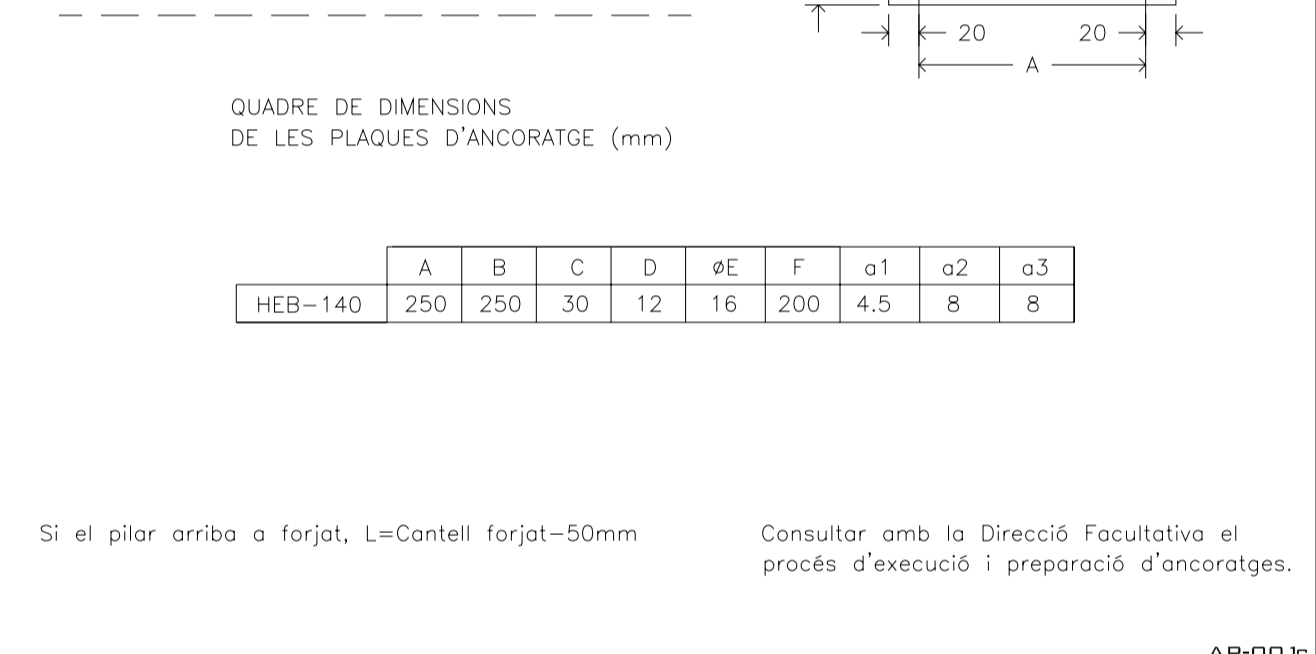 20 20
A
QUADRE DE DIMENSIONS
DE LES PLAQUES D'ANCORATGE (mm)
A B C D øE F a1 a2 a3
HEB-140 250 250 30 12 16 200 4.5 8 8
Si el pilar arriba a forjat, L=Cantell forjat-50mm
Consultar amb la Direcció Facultativa el
procés d'execució i preparació d'ancoratges.